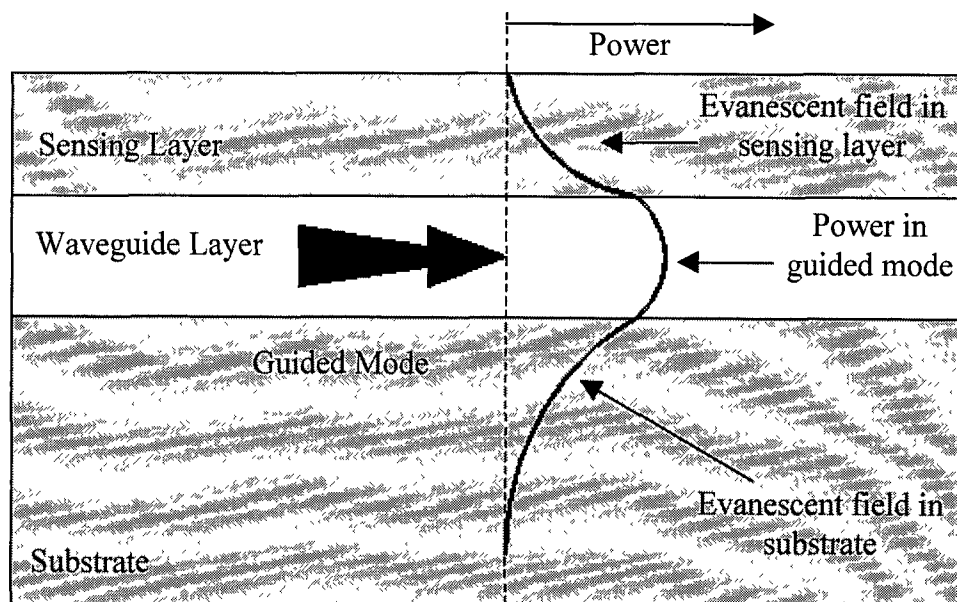 Power
Evanescent field in
sensing layer
Sensing Layer
Waveguide Layer
Power in
guided mode
Guided Mode
Evanescent field in
substrate
Substrate